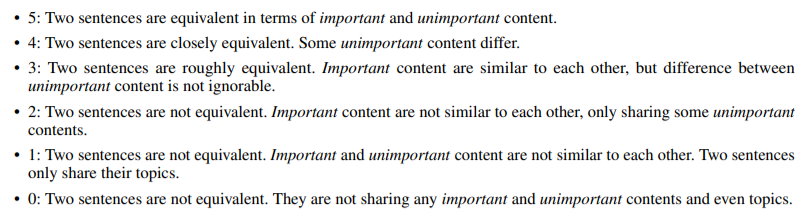 • 5: Two sentences are equivalent in terms of important and unimportant content.
• 4: Two sentences are closely equivalent. Some unimportant content differ.
• 3: Two sentences are roughly equivalent. Important content are similar to each other, but difference between
unimportant content is not ignorable.
• 2: Two sentences are not equivalent. Important content are not similar to each other, only sharing some unimportant
contents.
• 1: Two sentences are not equivalent. Important and unimportant content are not similar to each other. Two sentences
only share their topics.
• 0: Two sentences are not equivalent. They are not sharing any important and unimportant contents and even topics.